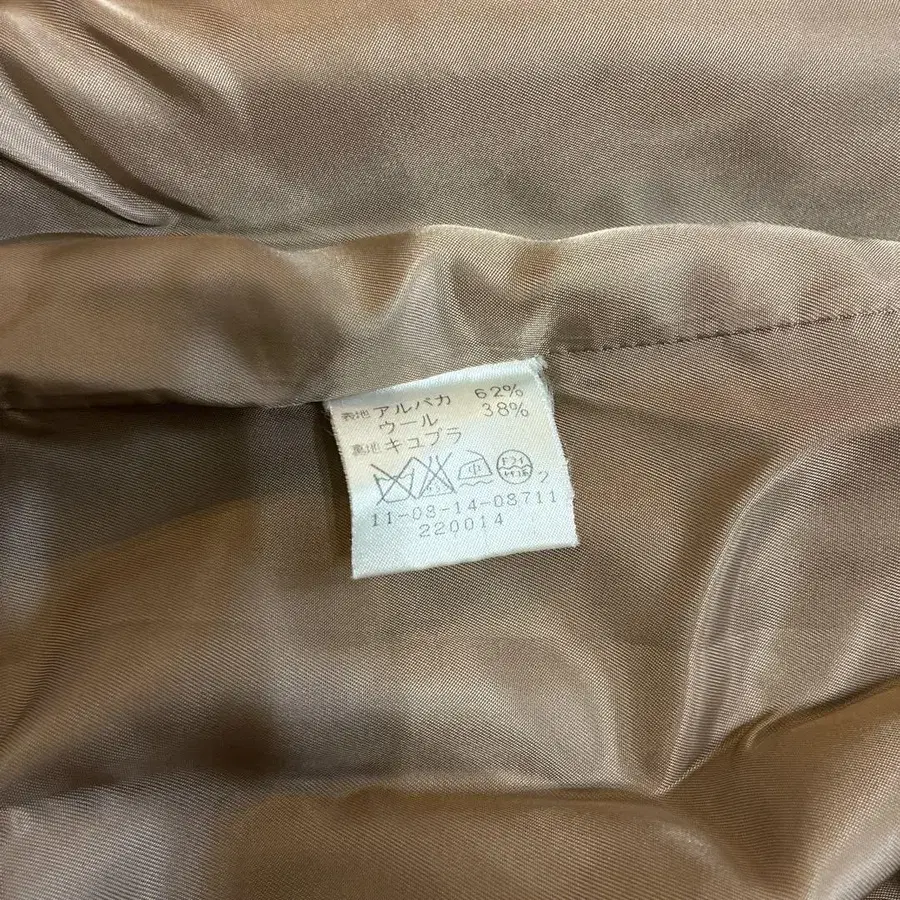 表地 アルパカ 62%
ウール 38%
裏地 キュプラ
11-08-14-08711
220014